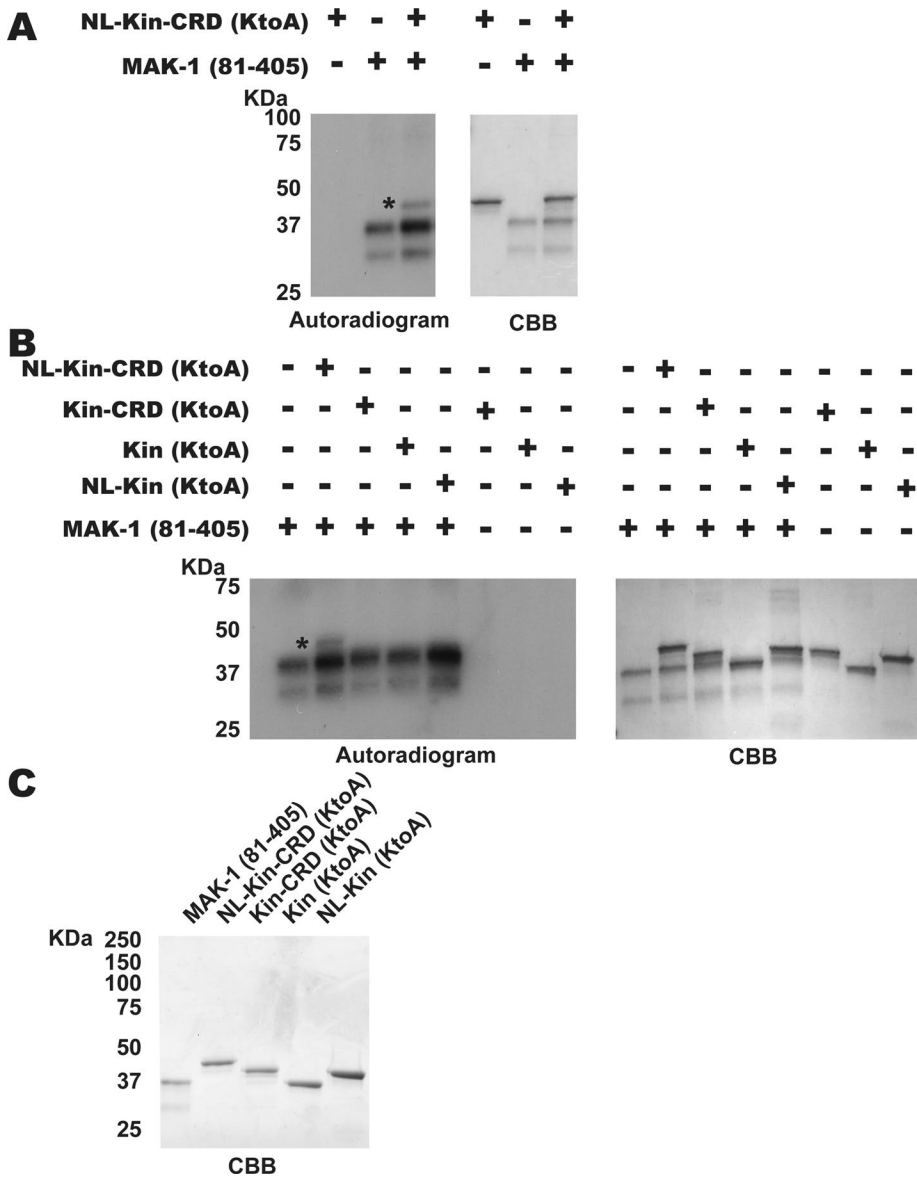 A
NL-Kin-CRD (KtoA) + - + + - +
MAK-1 (81-405) - + + - + +
KDa
100
75
50
37
25
*
Autoradiogram CBB
B
NL-Kin-CRD (KtoA) - + - - - - - - - + - - - - - -
Kin-CRD (KtoA) - - + - - + - - - - + - - + - -
Kin (KtoA) - - - + - - + - - - - + - - + -
NL-Kin (KtoA) - - - - + - - + - - - - + - - +
MAK-1 (81-405) + + + + + - - - + + + + + - - -
KDa
75
50
37
25
*
Autoradiogram CBB
C
MAK-1 (81-405)
NL-Kin-CRD (KtoA)
Kin-CRD (KtoA)
Kin (KtoA)
NL-Kin (KtoA)
KDa 250
150
100
75
50
37
25
CBB